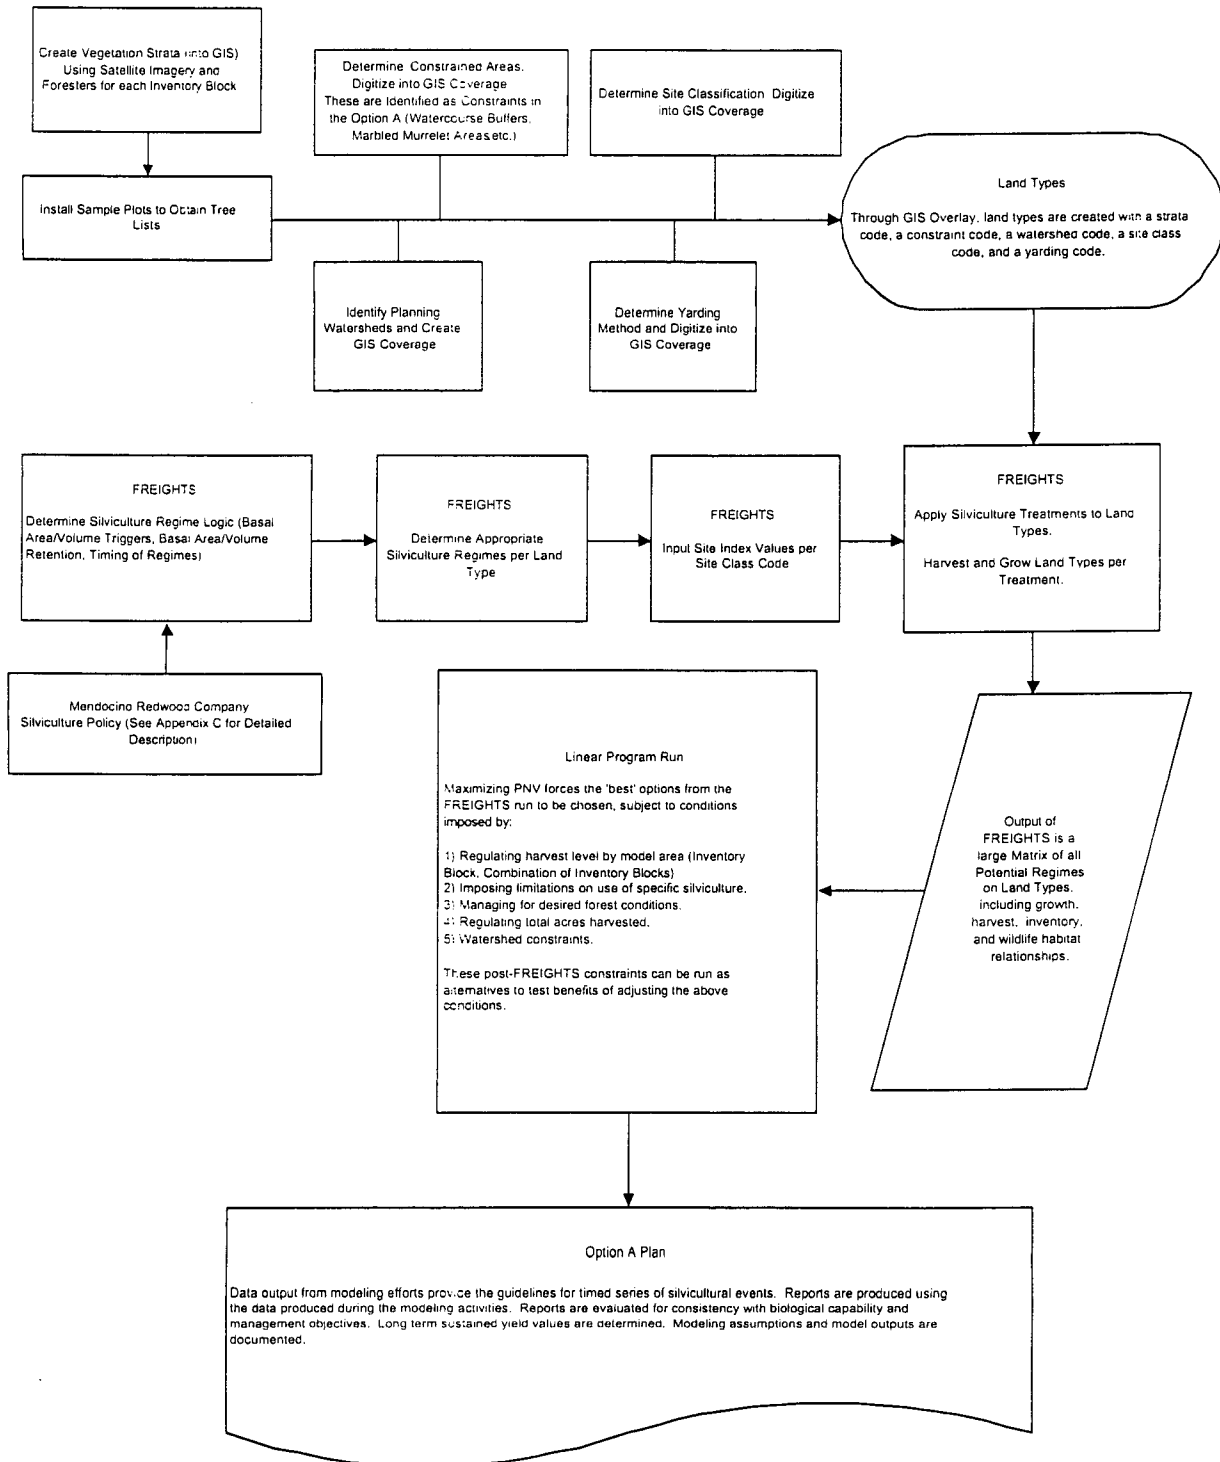 Create Vegetation Strata into GIS)
Using Satellite Imagery and
Foresters for each Inventory Block
Determine Constrained Areas.
Digitize into GIS Coverage
These are Identified as Constraints in
the Option A (Watercourse Buffers,
Marbled Murrelet Areas,etc.)
Determine Site Classification Digitize
into GIS Coverage
Install Sample Plots to Obtain Tree
Lists
Land Types
Through GIS Overlay, land types are created with a strata
code, a constraint code, a watershed code, a site class
code, and a yarding code.
Identify Planning
Watersheds and Create
GIS Coverage
Determine Yarding
Method and Digitize into
GIS Coverage
FREIGHTS
Determine Silviculture Regime Logic (Basal
Area/Volume Triggers, Basal Area/Volume
Retention, Timing of Regimes)
FREIGHTS
Determine Appropriate
Silviculture Regimes per Land
Type
FREIGHTS
Input Site Index Values per
Site Class Code
FREIGHTS
Apply Silviculture Treatments to Land
Types.
Harvest and Grow Land Types per
Treatment.
Mendocino Redwood Company
Silviculture Policy (See Appendix C for Detailed
Description)
Linear Program Run
Maximizing PNV forces the 'best' options from the
FREIGHTS run to be chosen, subject to conditions
imposed by:
1) Regulating harvest level by model area (Inventory
Block, Combination of Inventory Blocks)
2) Imposing limitations on use of specific silviculture.
3) Managing for desired forest conditions.
4) Regulating total acres harvested.
5) Watershed constraints.
These post-FREIGHTS constraints can be run as
alternatives to test benefits of adjusting the above
conditions.
Output of
FREIGHTS is a
large Matrix of all
Potential Regimes
on Land Types,
including growth,
harvest, inventory,
and wildlife habitat
relationships.
Option A Plan
Data output from modeling efforts provide the guidelines for timed series of silvicultural events. Reports are produced using
the data produced during the modeling activities. Reports are evaluated for consistency with biological capability and
management objectives. Long term sustained yield values are determined. Modeling assumptions and model outputs are
documented.